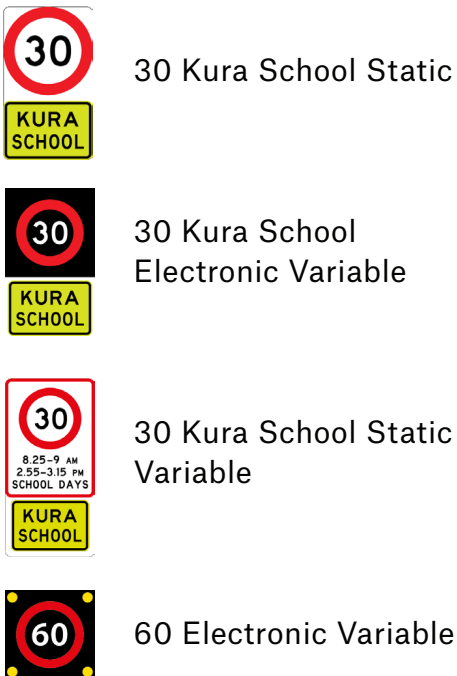 30
KURA
SCHOOL
30 Kura School Static
30
KURA
SCHOOL
30 Kura School
Electronic Variable
30
8.25-9 AM
2.55-3.15 PM
SCHOOL DAYS
KURA
SCHOOL
30 Kura School Static
Variable
60
60 Electronic Variable